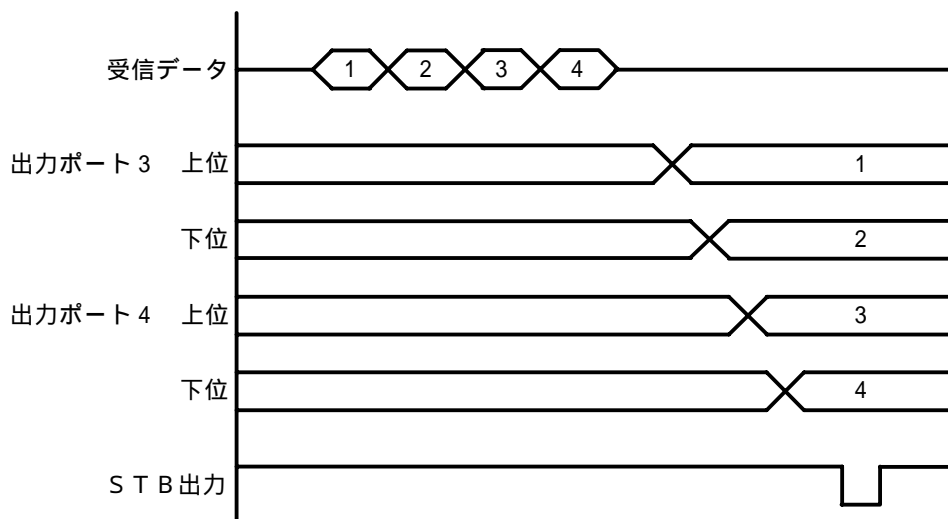 受信データ 1 2 3 4
出力ポート3 上位 1
下位 2
出力ポート4 上位 3
下位 4
ＳＴＢ出力